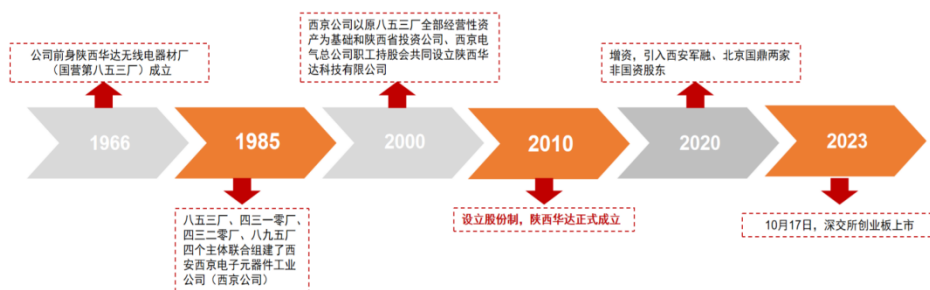 公司前身陕西华达无线电器材厂
（国营第八五三厂）成立
西京公司以原八五三厂全部经营性资
产为基础和陕西省投资公司、西京电
气总公司职工持股会共同设立陕西华
达科技有限公司
增资，引入西安军融、北京国鼎两家
非国资股东
1966
1985
2000
2010
2020
2023
八五三厂、四三一零厂、
四三二零厂、八九五厂
四个主体联合组建了西
安西京电子元器件工业
公司（西京公司）
设立股份制，陕西华达正式成立
10月17日，深交所创业板上市